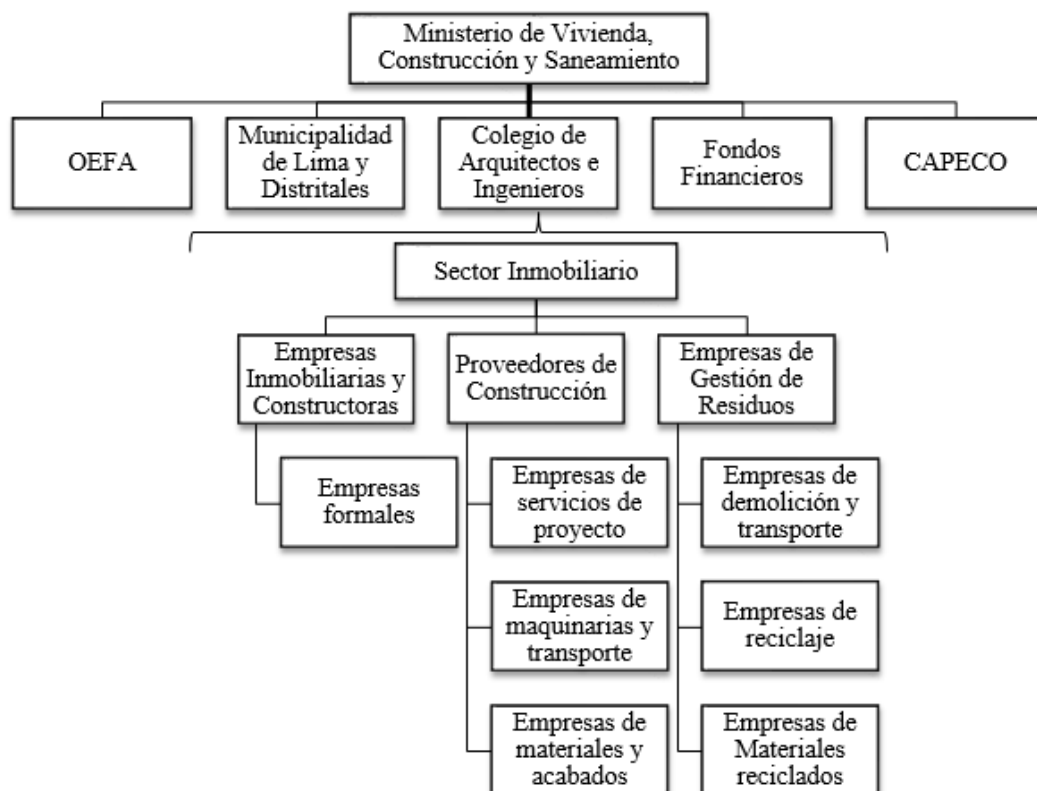 Ministerio de Vivienda,
Construcción y Saneamiento
OEFA
Municipalidad
de Lima y
Distritales
Colegio de
Arquitectos e
Ingenieros
Fondos
Financieros
CAPECO
Sector Inmobiliario
Empresas
Inmobiliarias y
Constructoras
Proveedores de
Construcción
Empresas de
Gestión de
Residuos
Empresas
formales
Empresas de
servicios de
proyecto
Empresas de
demolición y
transporte
Empresas de
maquinarias y
transporte
Empresas de
reciclaje
Empresas de
materiales y
acabados
Empresas de
Materiales
reciclados